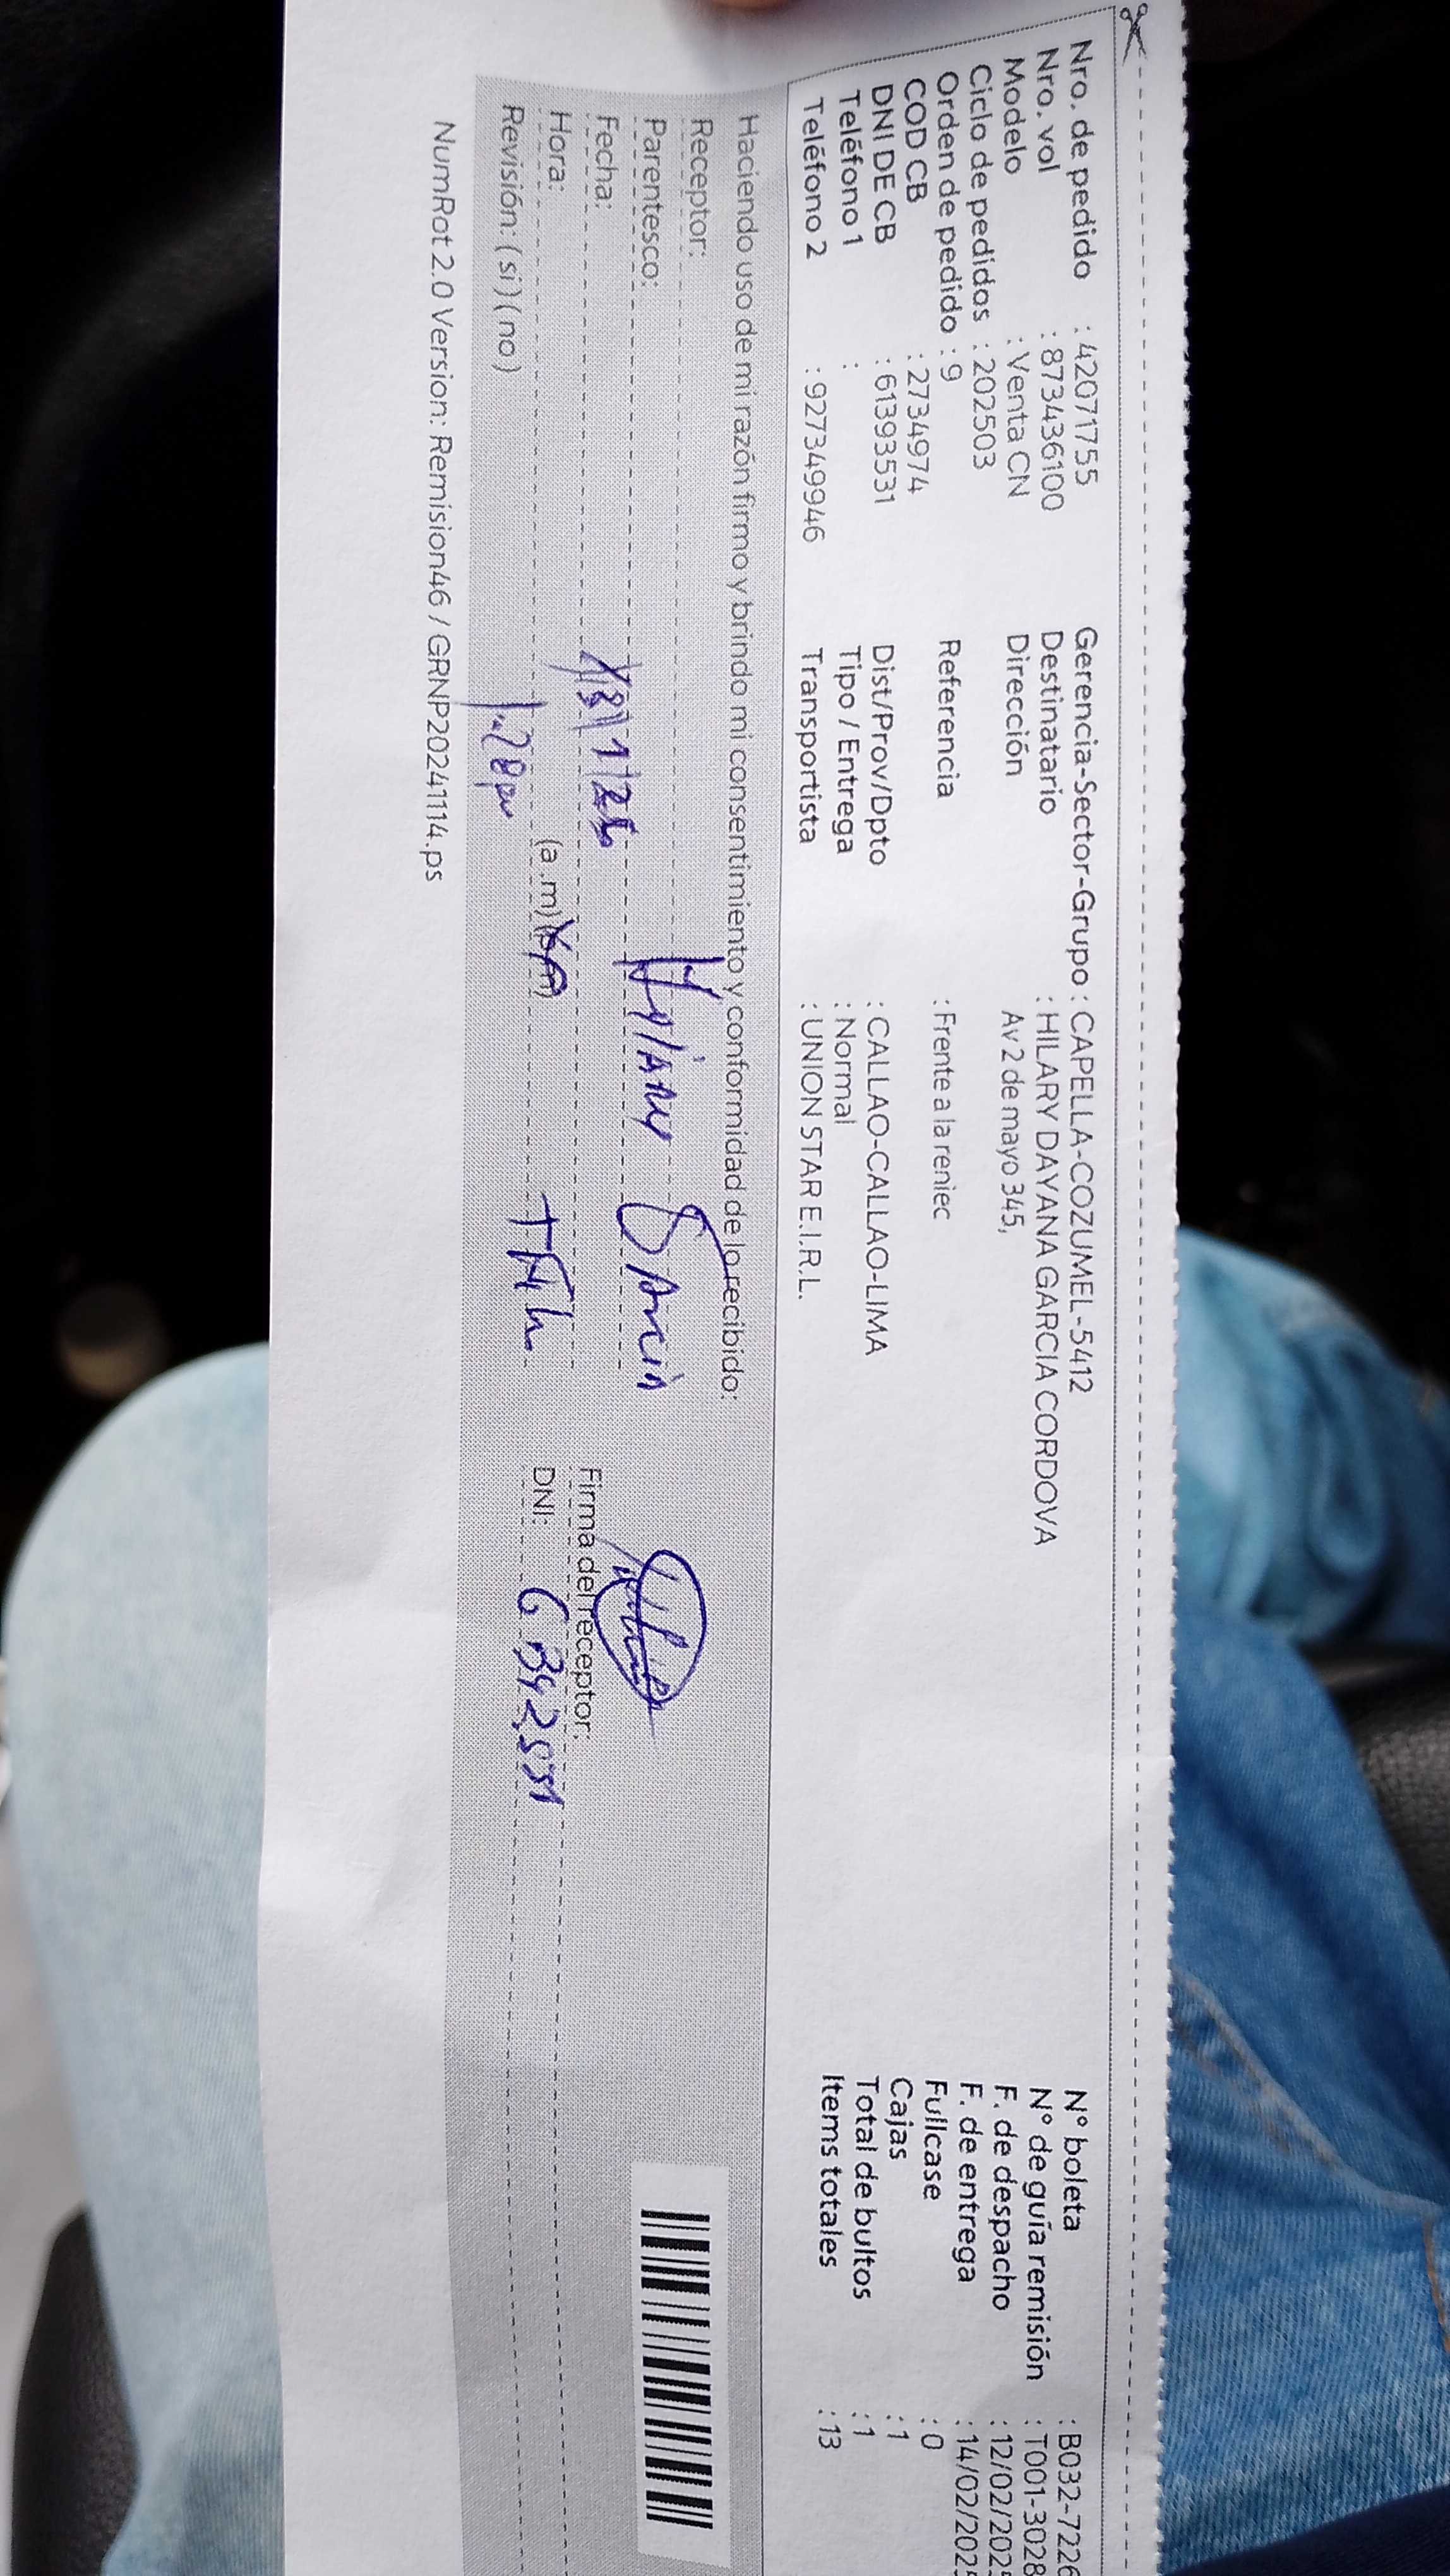 Nro. de pedido : 42071755
Nro. vol : 873436100
Modelo : Venta CN
Ciclo de pedidos : 202503
Orden de pedido : 9
COD CB : 2734974
DNI DE CB : 61393531
Teléfono 1 :
Teléfono 2 : 927349946
Gerencia-Sector-Grupo : CAPELLA-COZUMEL-5412
Destinatario : HILARY DAYANA GARCIA CORDOVA
Dirección Av 2 de mayo 345,
Referencia : Frente a la reniec
Dist/Prov/Dpto : CALLAO-CALLAO-LIMA
Tipo / Entrega : Normal
Transportista : UNION STAR E.I.R.L.
N° boleta : B032-7226
N° de guía remisión : T001-3028
F. de despacho : 12/02/202
F. de entrega : 14/02/202
Fullcase : 0
Cajas : 1
Total de bultos : 1
Items totales : 13
Haciendo uso de mi razón firmo y brindo mi consentimiento y conformidad de lo recibido:
Receptor:
Parentesco:
Fecha:
Hora: (a.m)
Revisión: (si) (no)
Firma del receptor:
DNI:
NumRot 2.0 Version: Remision46 / GRNP20241114.ps